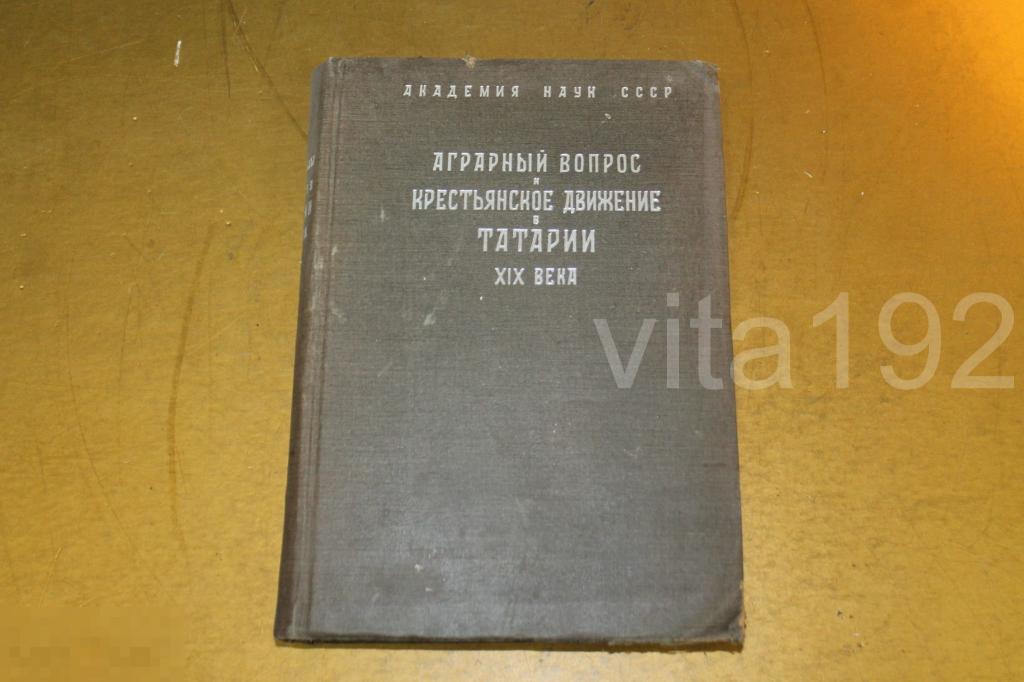 АКАДЕМИЯ НАУК СССР
АГРАРНЫЙ ВОПРОС
и
КРЕСТЬЯНСКОЕ ДВИЖЕНИЕ
в
ТАТАРИИ
XIX ВЕКА
vita192